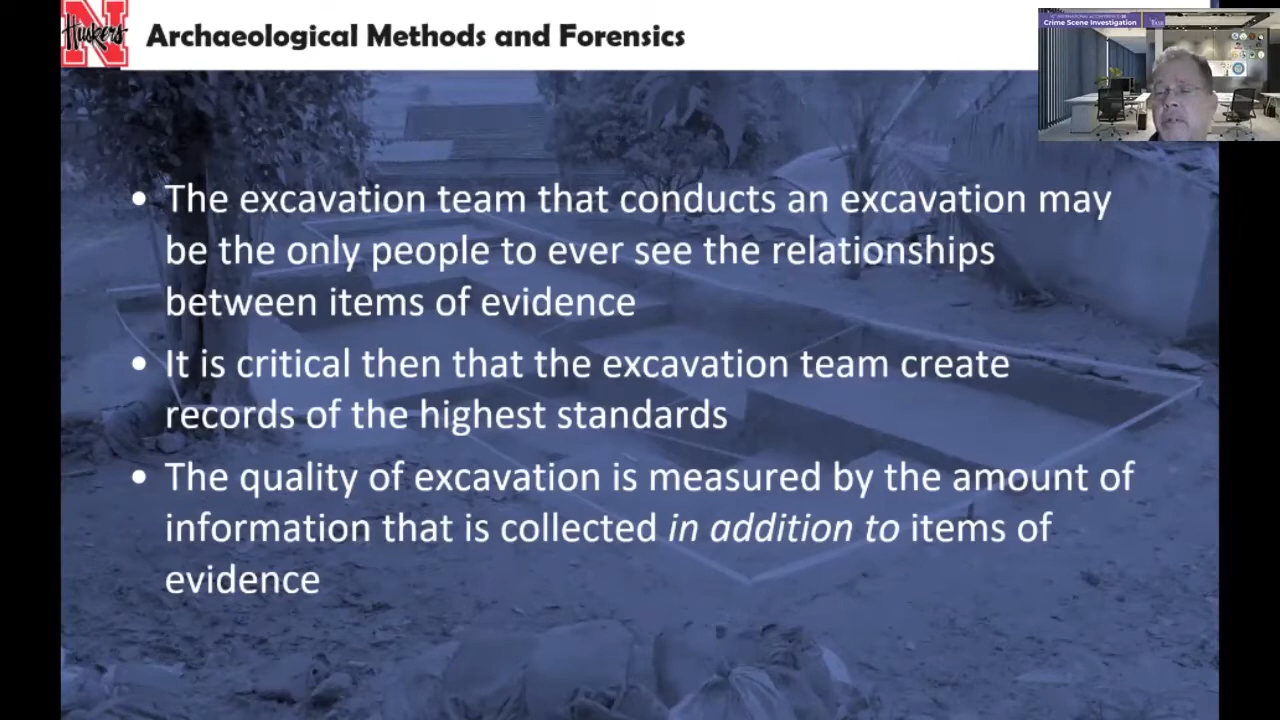 Huskers
N
Archaeological Methods and Forensics
INTERNATIONAL eCONFERENCE ON
Crime Scene Investigation
• The excavation team that conducts an excavation may
be the only people to ever see the relationships
between items of evidence
• It is critical then that the excavation team create
records of the highest standards
• The quality of excavation is measured by the amount of
information that is collected in addition to items of
evidence